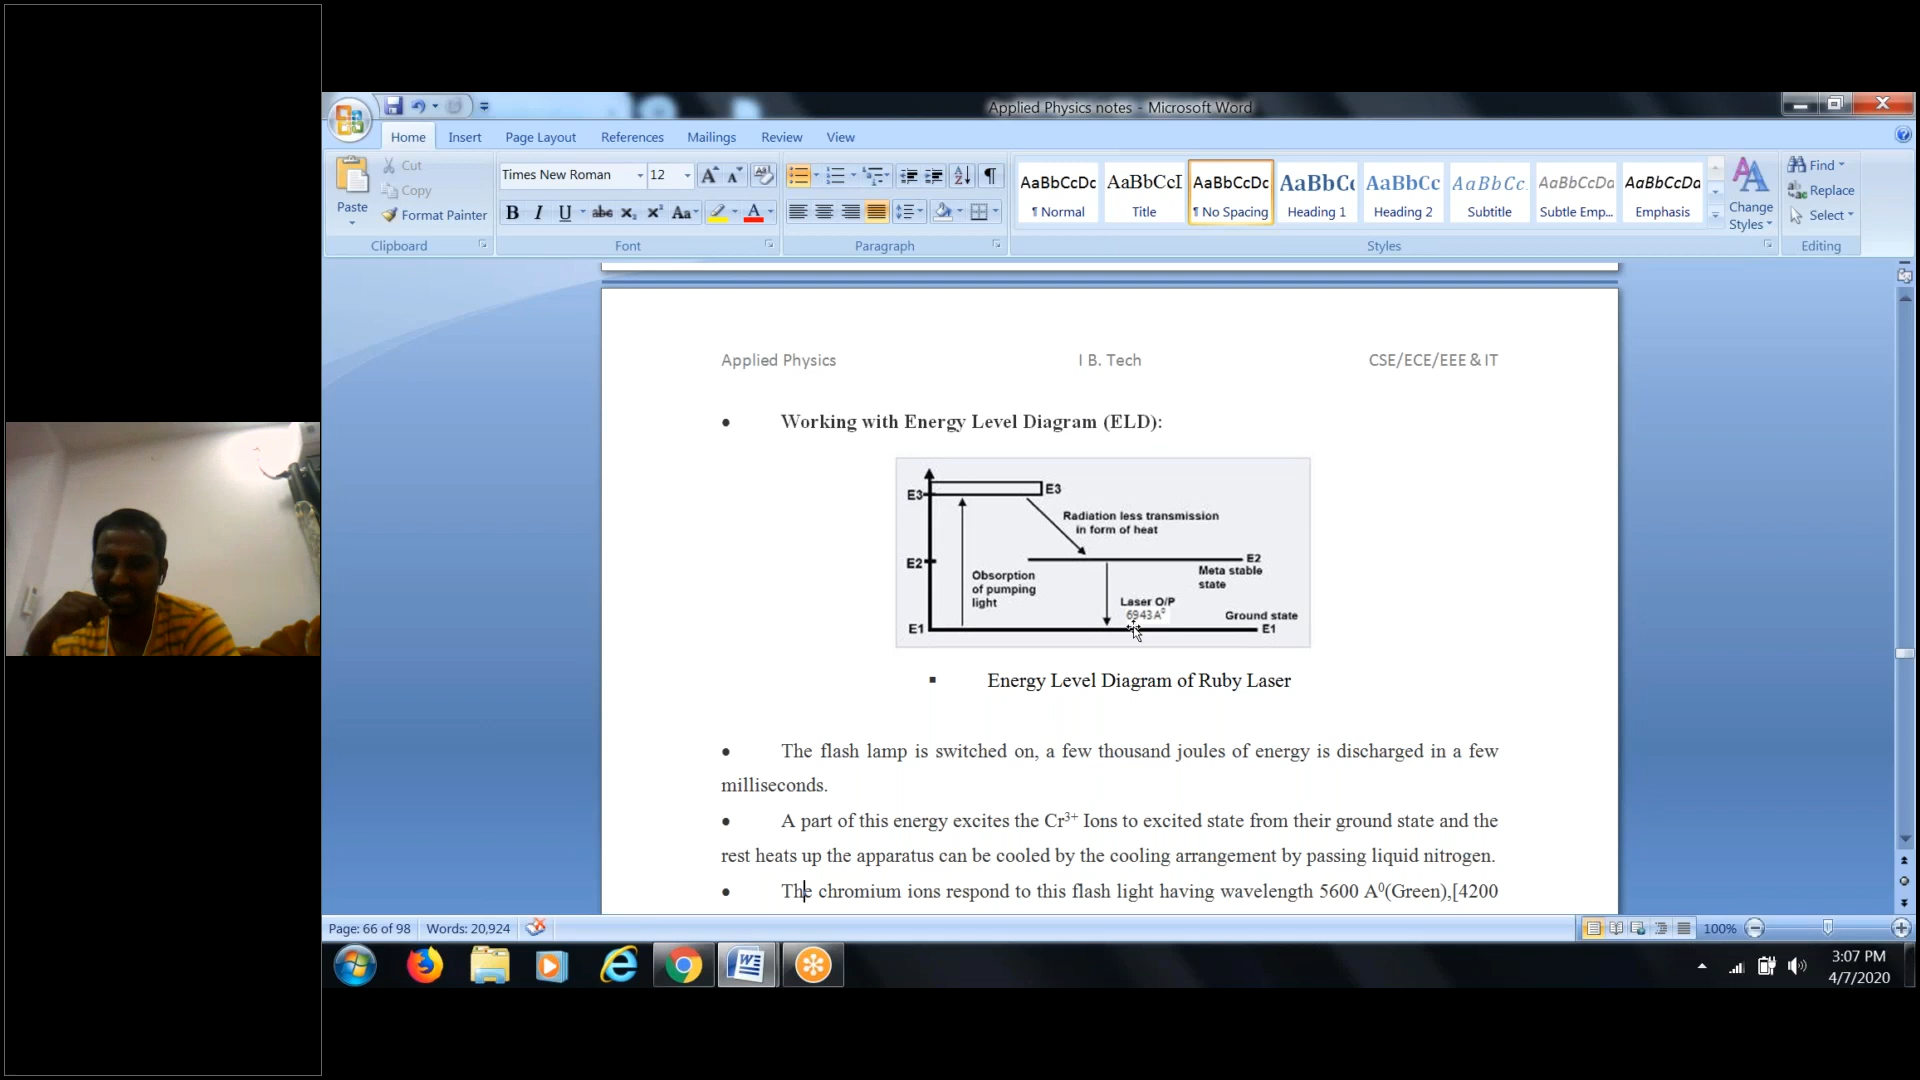 Applied Physics notes - Microsoft Word
Home Insert Page Layout References Mailings Review View
Paste
Cut
Copy
Format Painter
Clipboard
Times New Roman 12
Font
Paragraph
AaBbCcDc AaBbCcI AaBbCcDc AaBbCc AaBbCc AaBbCc. AaBbCcDa AaBbCcDa
¶ Normal Title ¶ No Spacing Heading 1 Heading 2 Subtitle Subtle Emp... Emphasis
Change Styles
Styles
Find
Replace
Select
Editing
Applied Physics I B. Tech CSE/ECE/EEE & IT
• Working with Energy Level Diagram (ELD):
E3 E3
Radiation less transmission
in form of heat
E2 E2
Meta stable
state
Obsorption
of pumping
light
Laser O/P
6943A⁰
Ground state
E1 E1
▪ Energy Level Diagram of Ruby Laser
• The flash lamp is switched on, a few thousand joules of energy is discharged in a few
milliseconds.
• A part of this energy excites the Cr³⁺ Ions to excited state from their ground state and the
rest heats up the apparatus can be cooled by the cooling arrangement by passing liquid nitrogen.
• The chromium ions respond to this flash light having wavelength 5600 A⁰(Green),[4200
Page: 66 of 98 Words: 20,924 100%
3:07 PM
4/7/2020